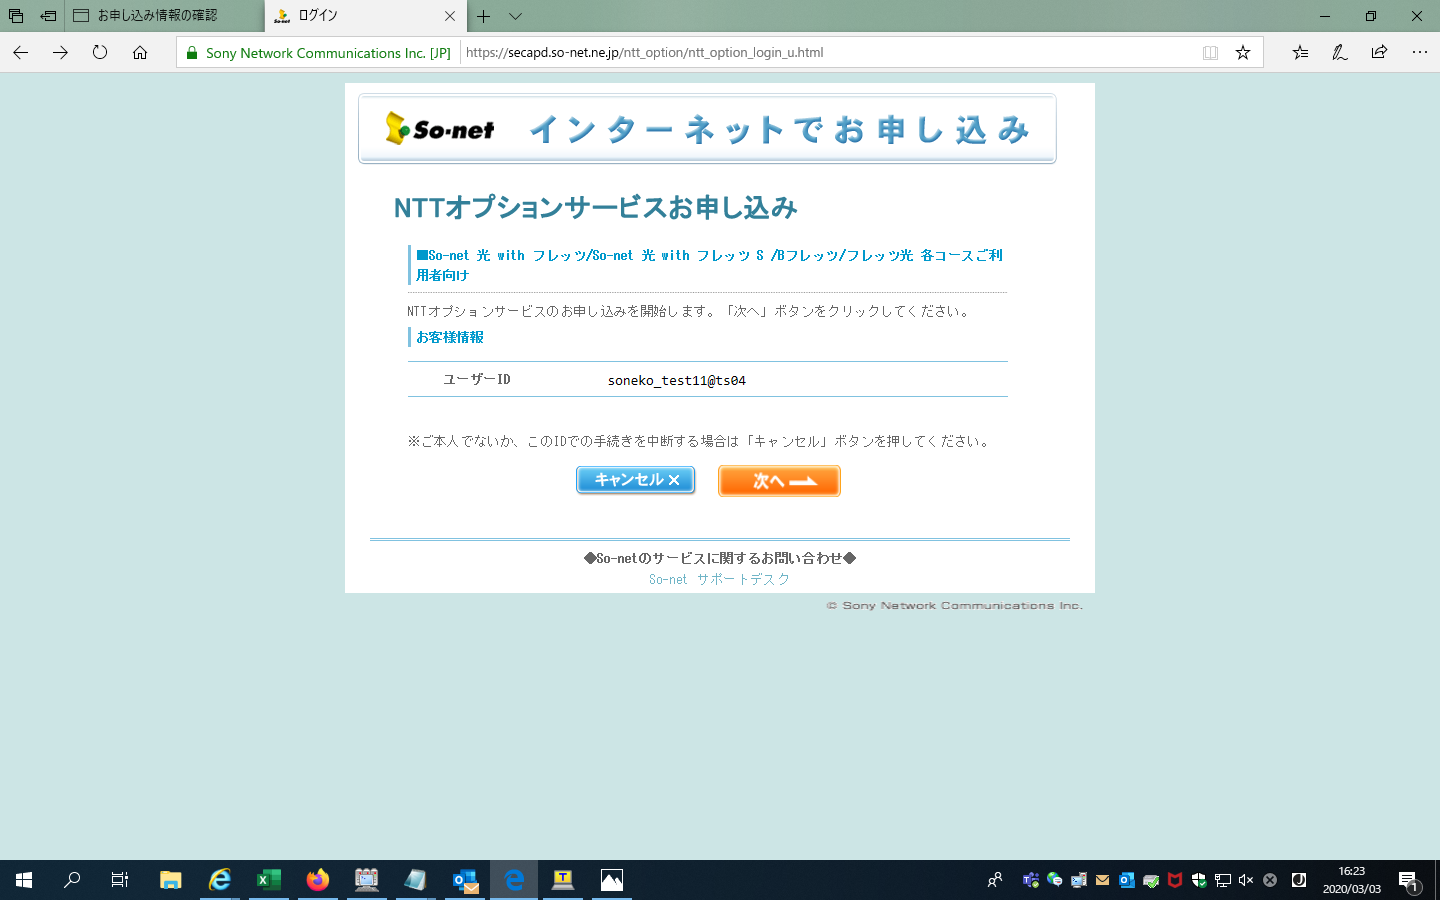 お申し込み情報の確認
ログイン
Sony Network Communications Inc. [JP]
https://secapd.so-net.ne.jp/ntt_option/ntt_option_login_u.html
So-net インターネットでお申し込み
NTTオプションサービスお申し込み
■So-net 光 with フレッツ/So-net 光 with フレッツ S /Bフレッツ/フレッツ光 各コースご利
用者向け
NTTオプションサービスのお申し込みを開始します。「次へ」ボタンをクリックしてください。
お客様情報
ユーザーID soneko_test11@ts04
※ご本人でないか、このIDでの手続きを中断する場合は「キャンセル」ボタンを押してください。
キャンセル 次へ
◆So-netのサービスに関するお問い合わせ◆
So-net サポートデスク
© Sony Network Communications Inc.
16:23
2020/03/03
1